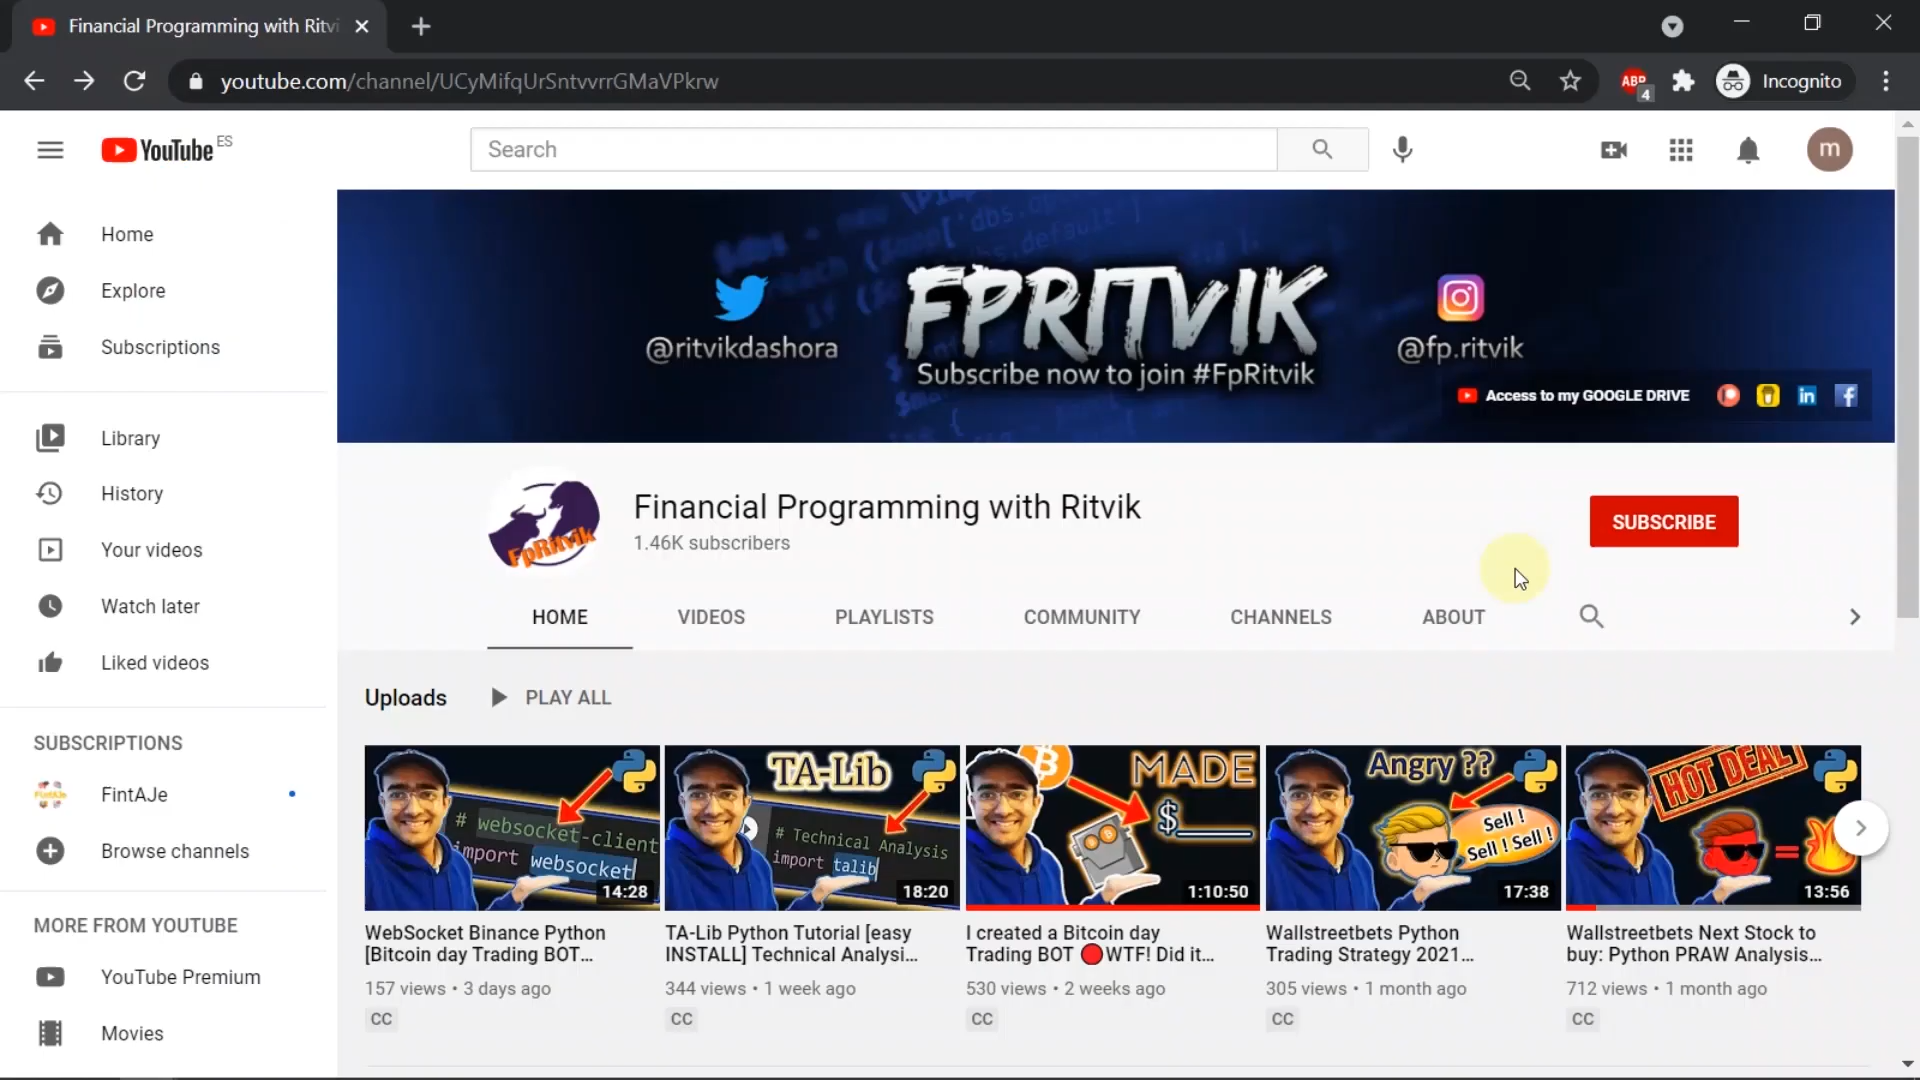 Financial Programming with Ritvi
youtube.com/channel/UCyMifqUrSntvvrrGMaVPkrw
ABP
4
Incognito
YouTube ES
Search
m
Home
Explore
Subscriptions
Library
History
Your videos
Watch later
Liked videos
SUBSCRIPTIONS
FintAJe
Browse channels
MORE FROM YOUTUBE
YouTube Premium
Movies
@ritvikdashora
FPRITVIK
Subscribe now to join #FpRitvik
@fp.ritvik
Access to my GOOGLE DRIVE
FpRitvik
Financial Programming with Ritvik
1.46K subscribers
SUBSCRIBE
HOME
VIDEOS
PLAYLISTS
COMMUNITY
CHANNELS
ABOUT
Uploads
PLAY ALL
# websocket-client
import websocket
14:28
TA-Lib
# Technical Analysis
import talib
18:20
MADE
$
1:10:50
Angry ??
Sell !
Sell ! Sell !
17:38
HOT DEAL
=
13:56
WebSocket Binance Python
[Bitcoin day Trading BOT...
157 views • 3 days ago
CC
TA-Lib Python Tutorial [easy
INSTALL] Technical Analysi...
344 views • 1 week ago
CC
I created a Bitcoin day
Trading BOT 🔴WTF! Did it...
530 views • 2 weeks ago
CC
Wallstreetbets Python
Trading Strategy 2021...
305 views • 1 month ago
CC
Wallstreetbets Next Stock to
buy: Python PRAW Analysis...
712 views • 1 month ago
CC